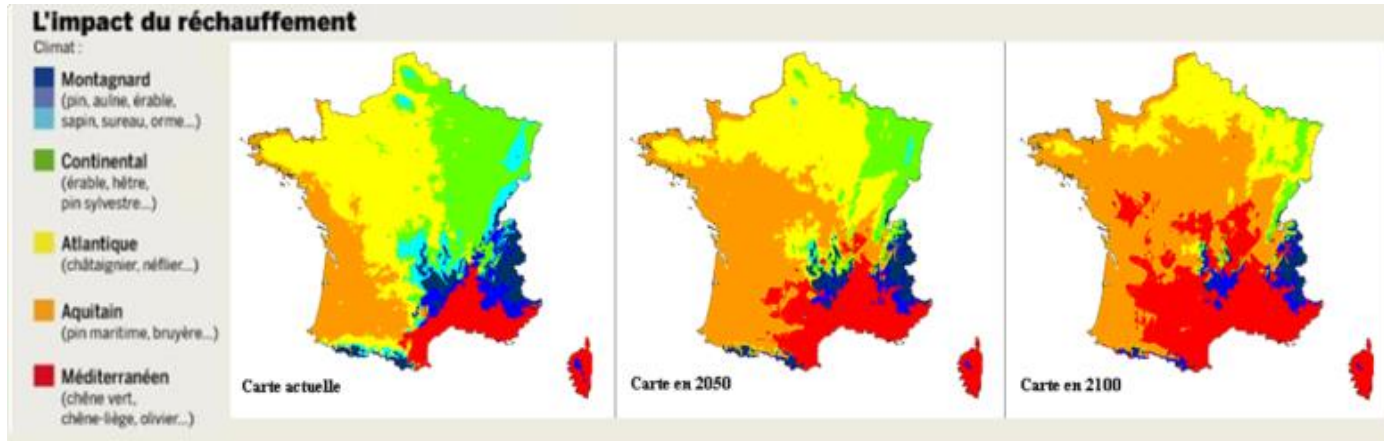 L'impact du réchauffement
Climat :
Montagnard
(pin, aulne, érable,
sapin, sureau, orme...)
Continental
(érable, hêtre,
pin sylvestre...)
Atlantique
(châtaignier, néflier...)
Aquitain
(pin maritime, bruyère...)
Méditerranéen
(chêne vert,
chêne-liège, olivier...)
Carte actuelle
Carte en 2050
Carte en 2100